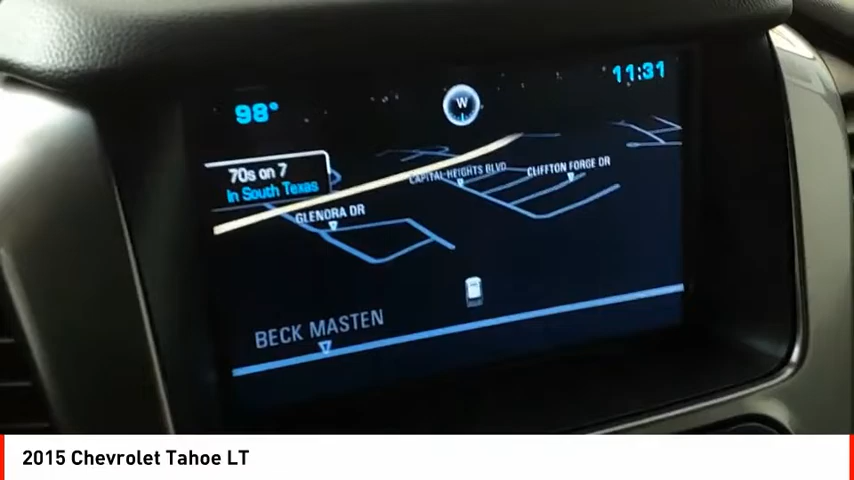 98°
W
11:31
70s on 7
In South Texas
CAPITAL HEIGHTS BLVD
CLIFFTON FORGE DR
GLENORA DR
BECK MASTEN
2015 Chevrolet Tahoe LT